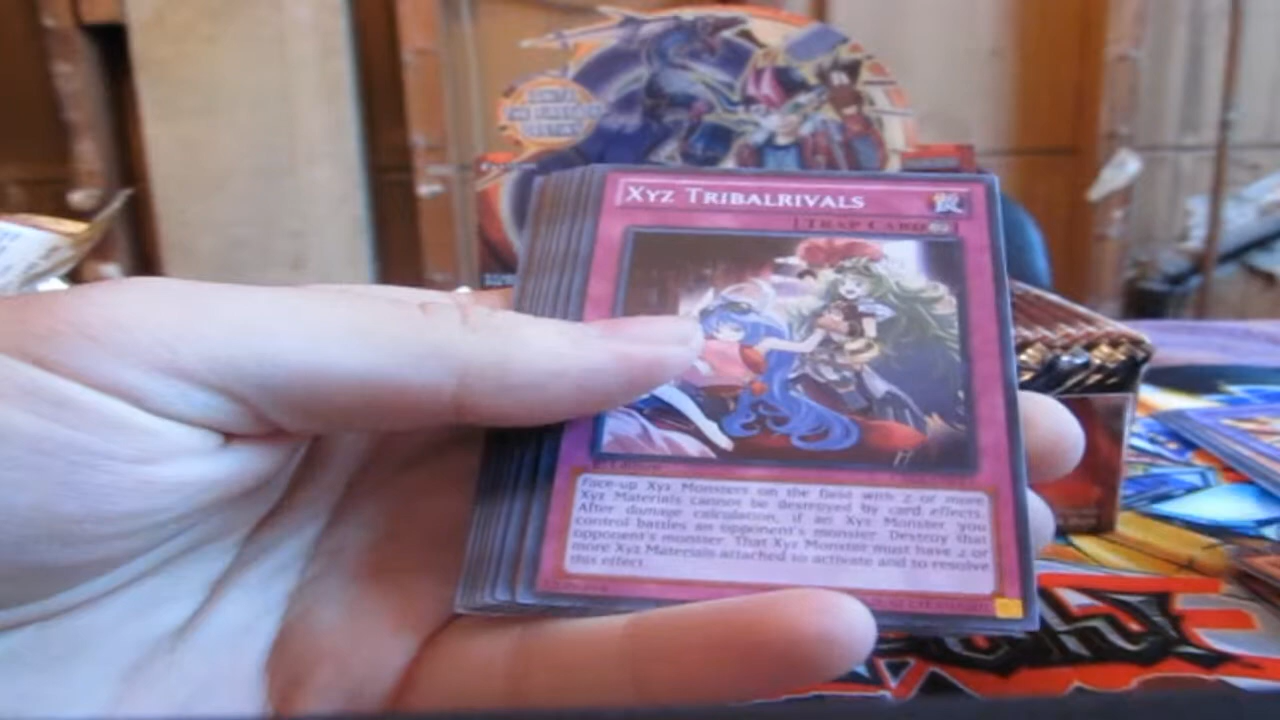 XYZ TRIBALRIVALS
TRAP CARD
Face-up Xyz Monsters on the field with 2 or more
Xyz Materials cannot be destroyed by card effects.
After damage calculation, if an Xyz Monster you
control battles an opponent's monster: Destroy that
opponent's monster. That Xyz Monster must have 2 or
more Xyz Materials attached to activate and to resolve
this effect.